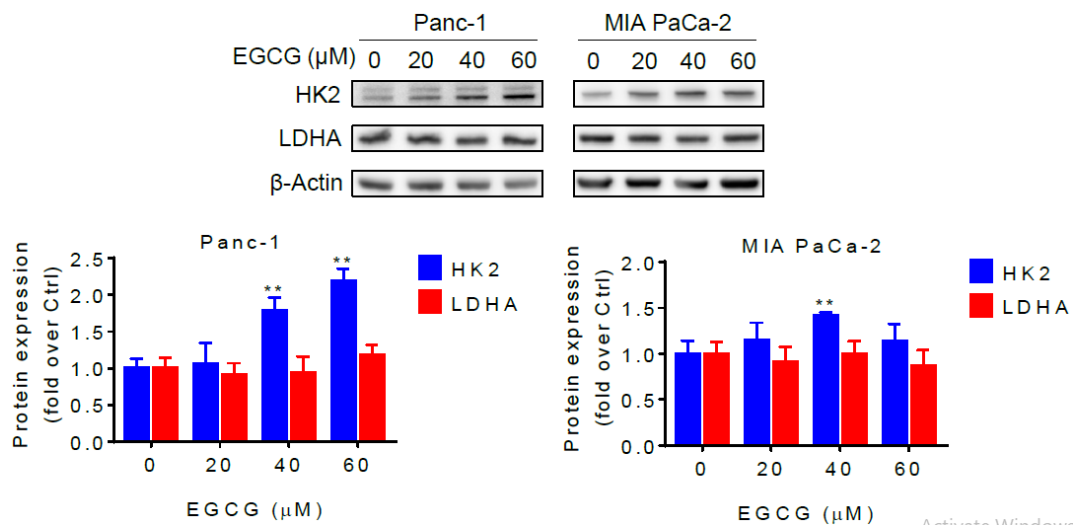 Panc-1 MIA PaCa-2
EGCG (μM) 0 20 40 60 0 20 40 60
HK2
LDHA
β-Actin
Panc-1
Protein expression
(fold over Ctrl)
2.5
2.0
1.5
1.0
0.5
0.0
** **
0 20 40 60
EGCG (μM)
HK2
LDHA
MIA PaCa-2
Protein expression
(fold over Ctrl)
2.0
1.5
1.0
0.5
0.0
**
0 20 40 60
EGCG (μM)
HK2
LDHA
Activate Windows